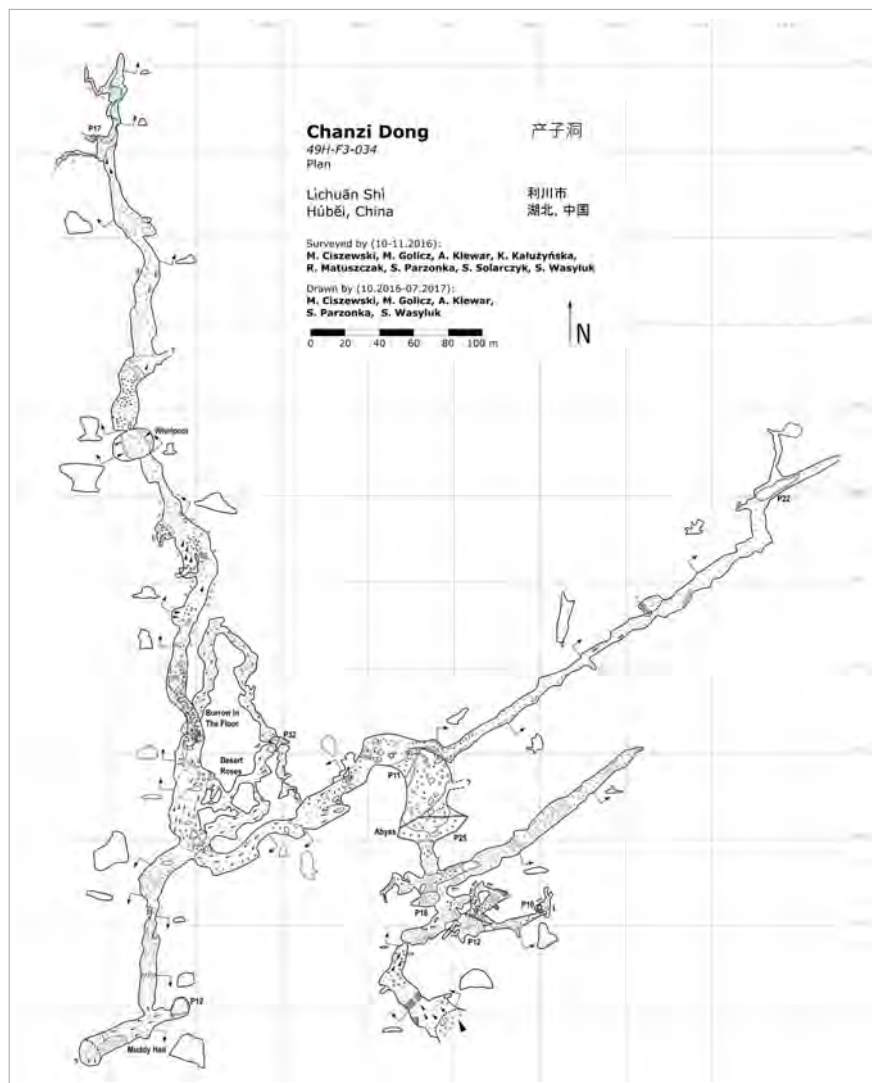 Chanzi Dong
产子洞
49H-F3-034
Plan
Lìchuān Shì
利川市
Húběi, China
湖北, 中国
Surveyed by (10-11.2016):
M. Ciszewski, M. Golicz, A. Klewar, K. Kałużyńska,
R. Matuszczak, S. Parzonka, S. Solarczyk, S. Wasyluk
Drawn by (10.2016-07.2017):
M. Ciszewski, M. Golicz, A. Klewar,
S. Parzonka, S. Wasyluk
0 20 40 60 80 100 m
N
P17
?
Whirlpools
P22
Burrow in
The Floor
P32
Desert
Roses
P11
?
Abyss
P25
P16
P12
P12
Muddy Hall
?